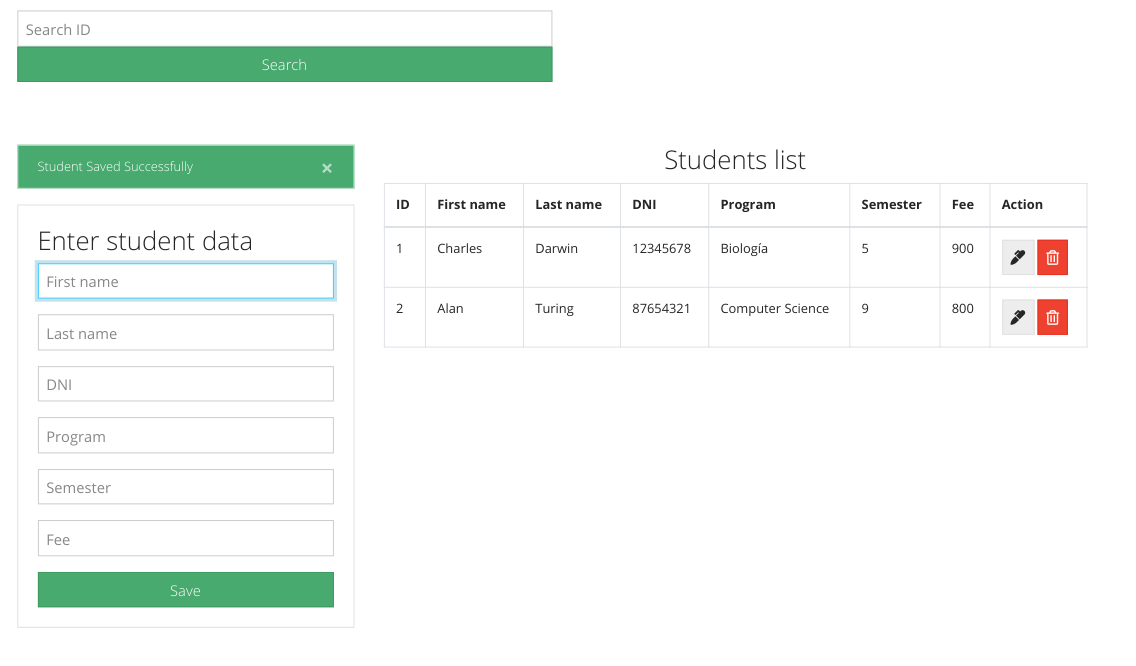 Search ID
Search
Student Saved Successfully ×
Enter student data
First name
Last name
DNI
Program
Semester
Fee
Save
Students list
ID First name Last name DNI Program Semester Fee Action
1 Charles Darwin 12345678 Biología 5 900
2 Alan Turing 87654321 Computer Science 9 800